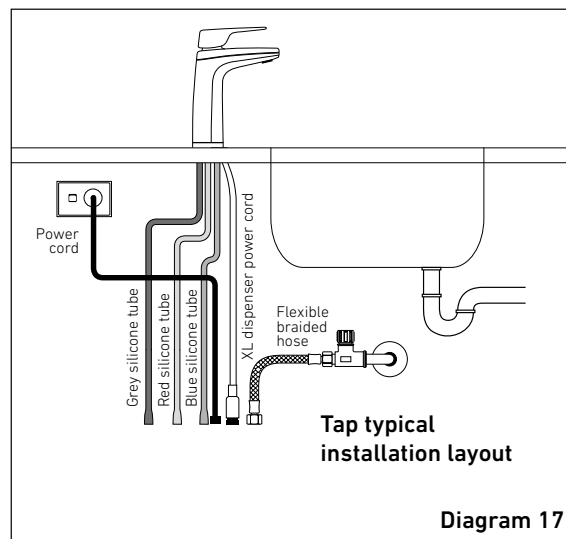 Power
cord
Grey silicone tube
Red silicone tube
Blue silicone tube
XL dispenser power cord
Flexible
braided
hose
Tap typical
installation layout
Diagram 17